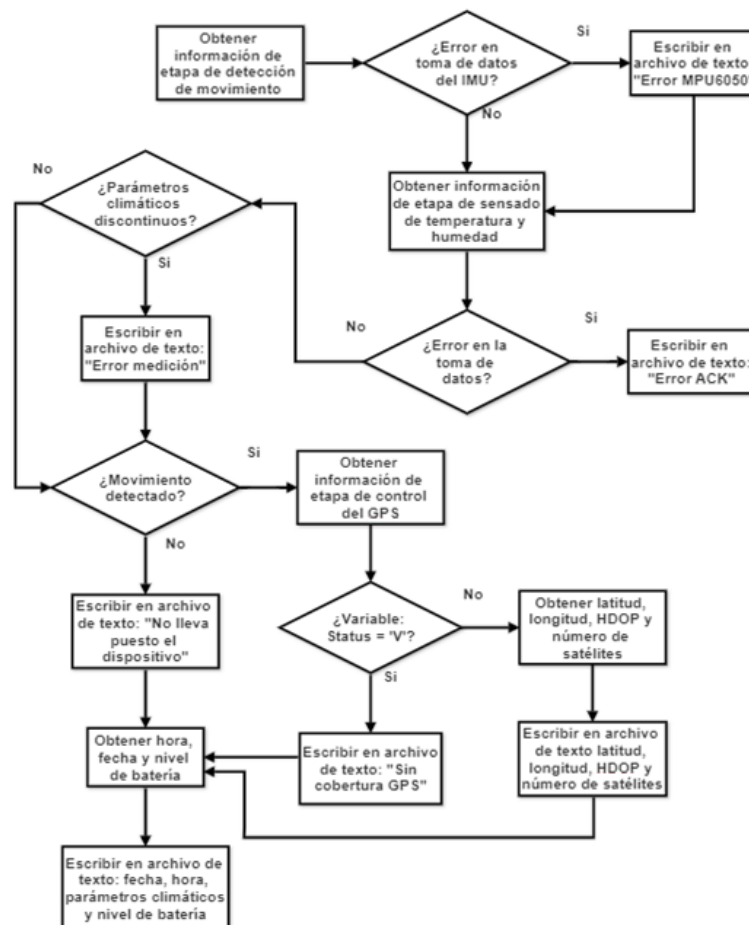 Obtener
información de
etapa de detección
de movimiento
¿Error en
toma de datos
del IMU?
Si
Escribir en
archivo de texto:
"Error MPU6050"
No
Obtener información
de etapa de sensado
de temperatura y
humedad
No
¿Parámetros
climáticos
discontinuos?
Si
Escribir en
archivo de texto:
"Error medición"
No
¿Error en la
toma de
datos?
Si
Escribir en
archivo de texto:
"Error ACK"
¿Movimiento
detectado?
Si
Obtener
información de
etapa de control
del GPS
No
Escribir en archivo
de texto: "No lleva
puesto el
dispositivo"
¿Variable:
Status = 'V'?
No
Obtener latitud,
longitud, HDOP y
número de
satélites
Si
Obtener hora,
fecha y nivel
de batería
Escribir en archivo
de texto: "Sin
cobertura GPS"
Escribir en archivo
de texto latitud,
longitud, HDOP y
número de satélites
Escribir en archivo de
texto: fecha, hora,
parámetros climáticos
y nivel de batería